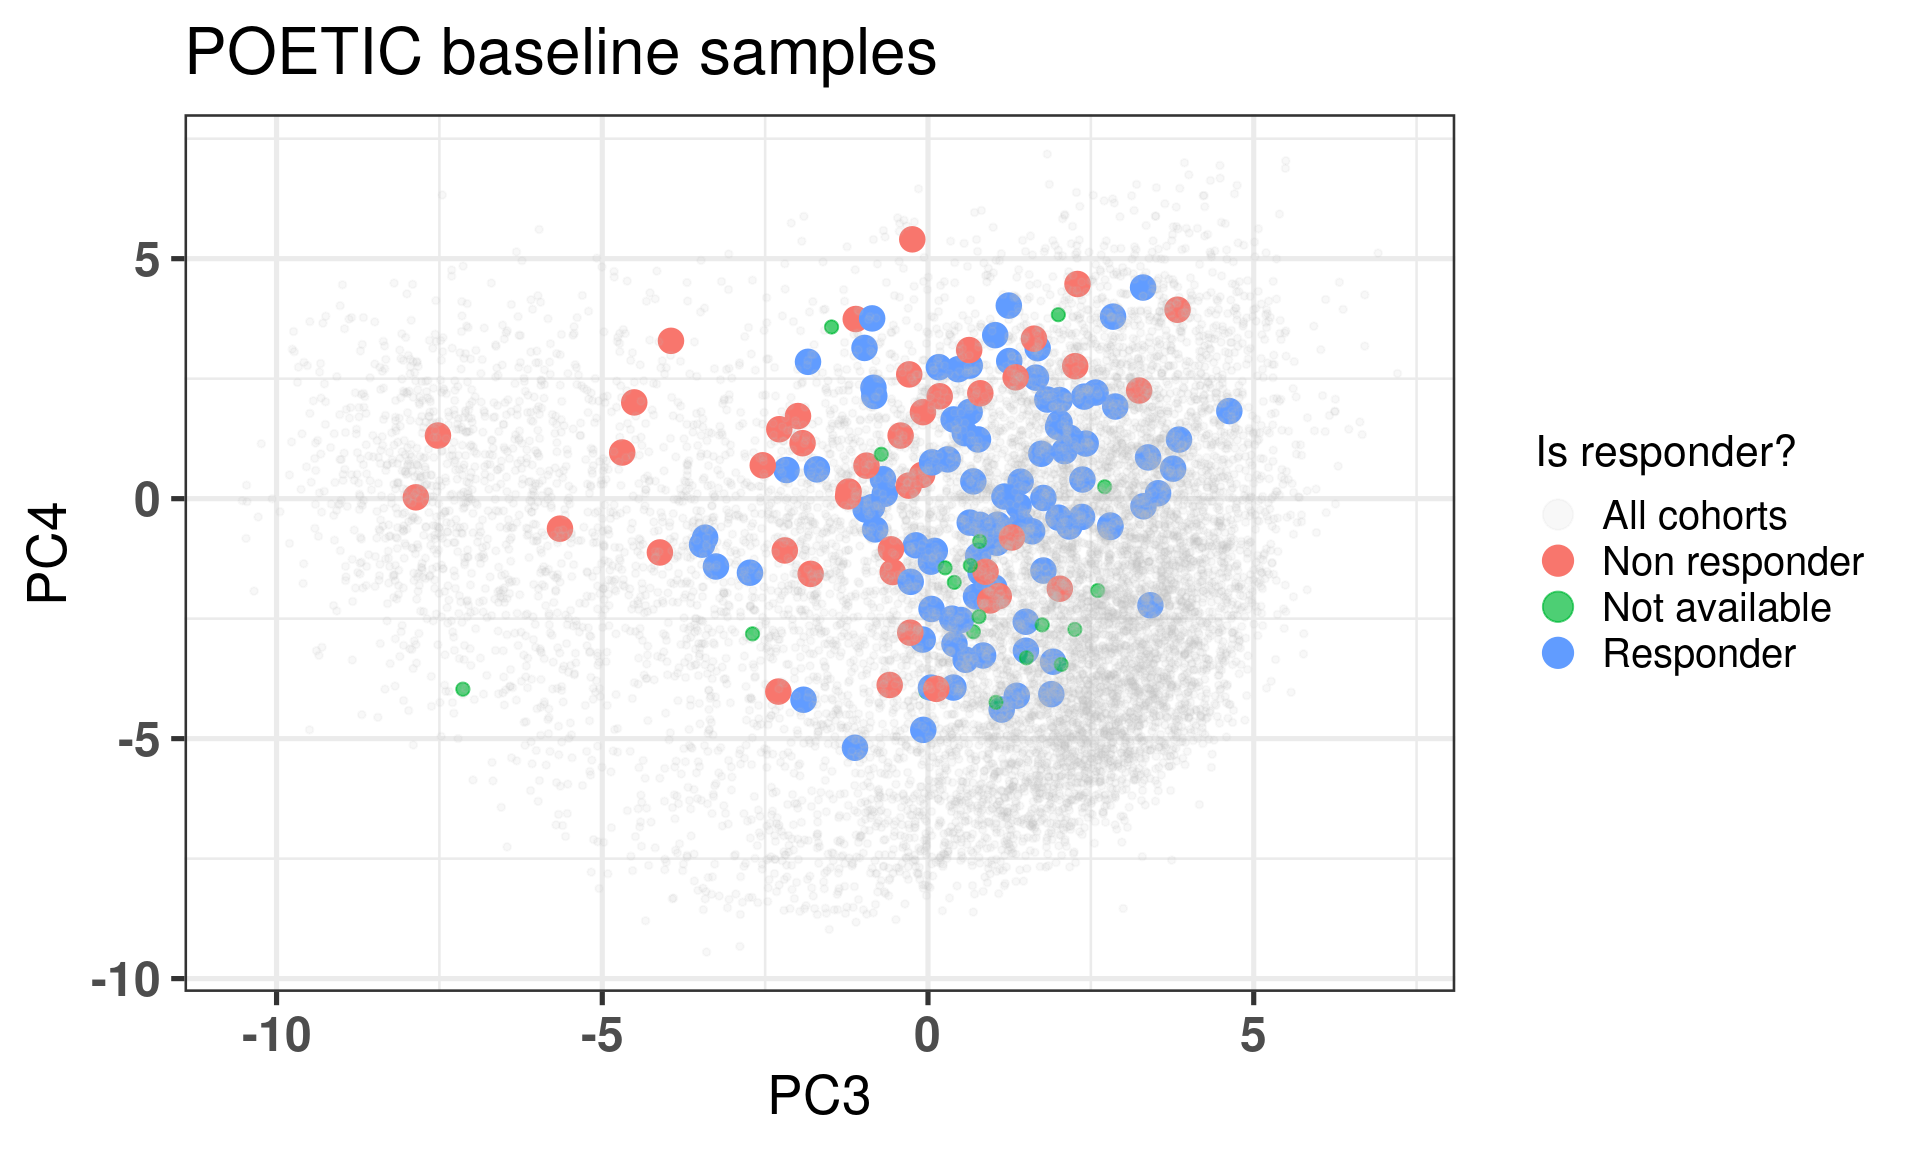 POETIC baseline samples
5
0
-5
-10
PC4
-10
-5
0
5
PC3
Is responder?
All cohorts
Non responder
Not available
Responder